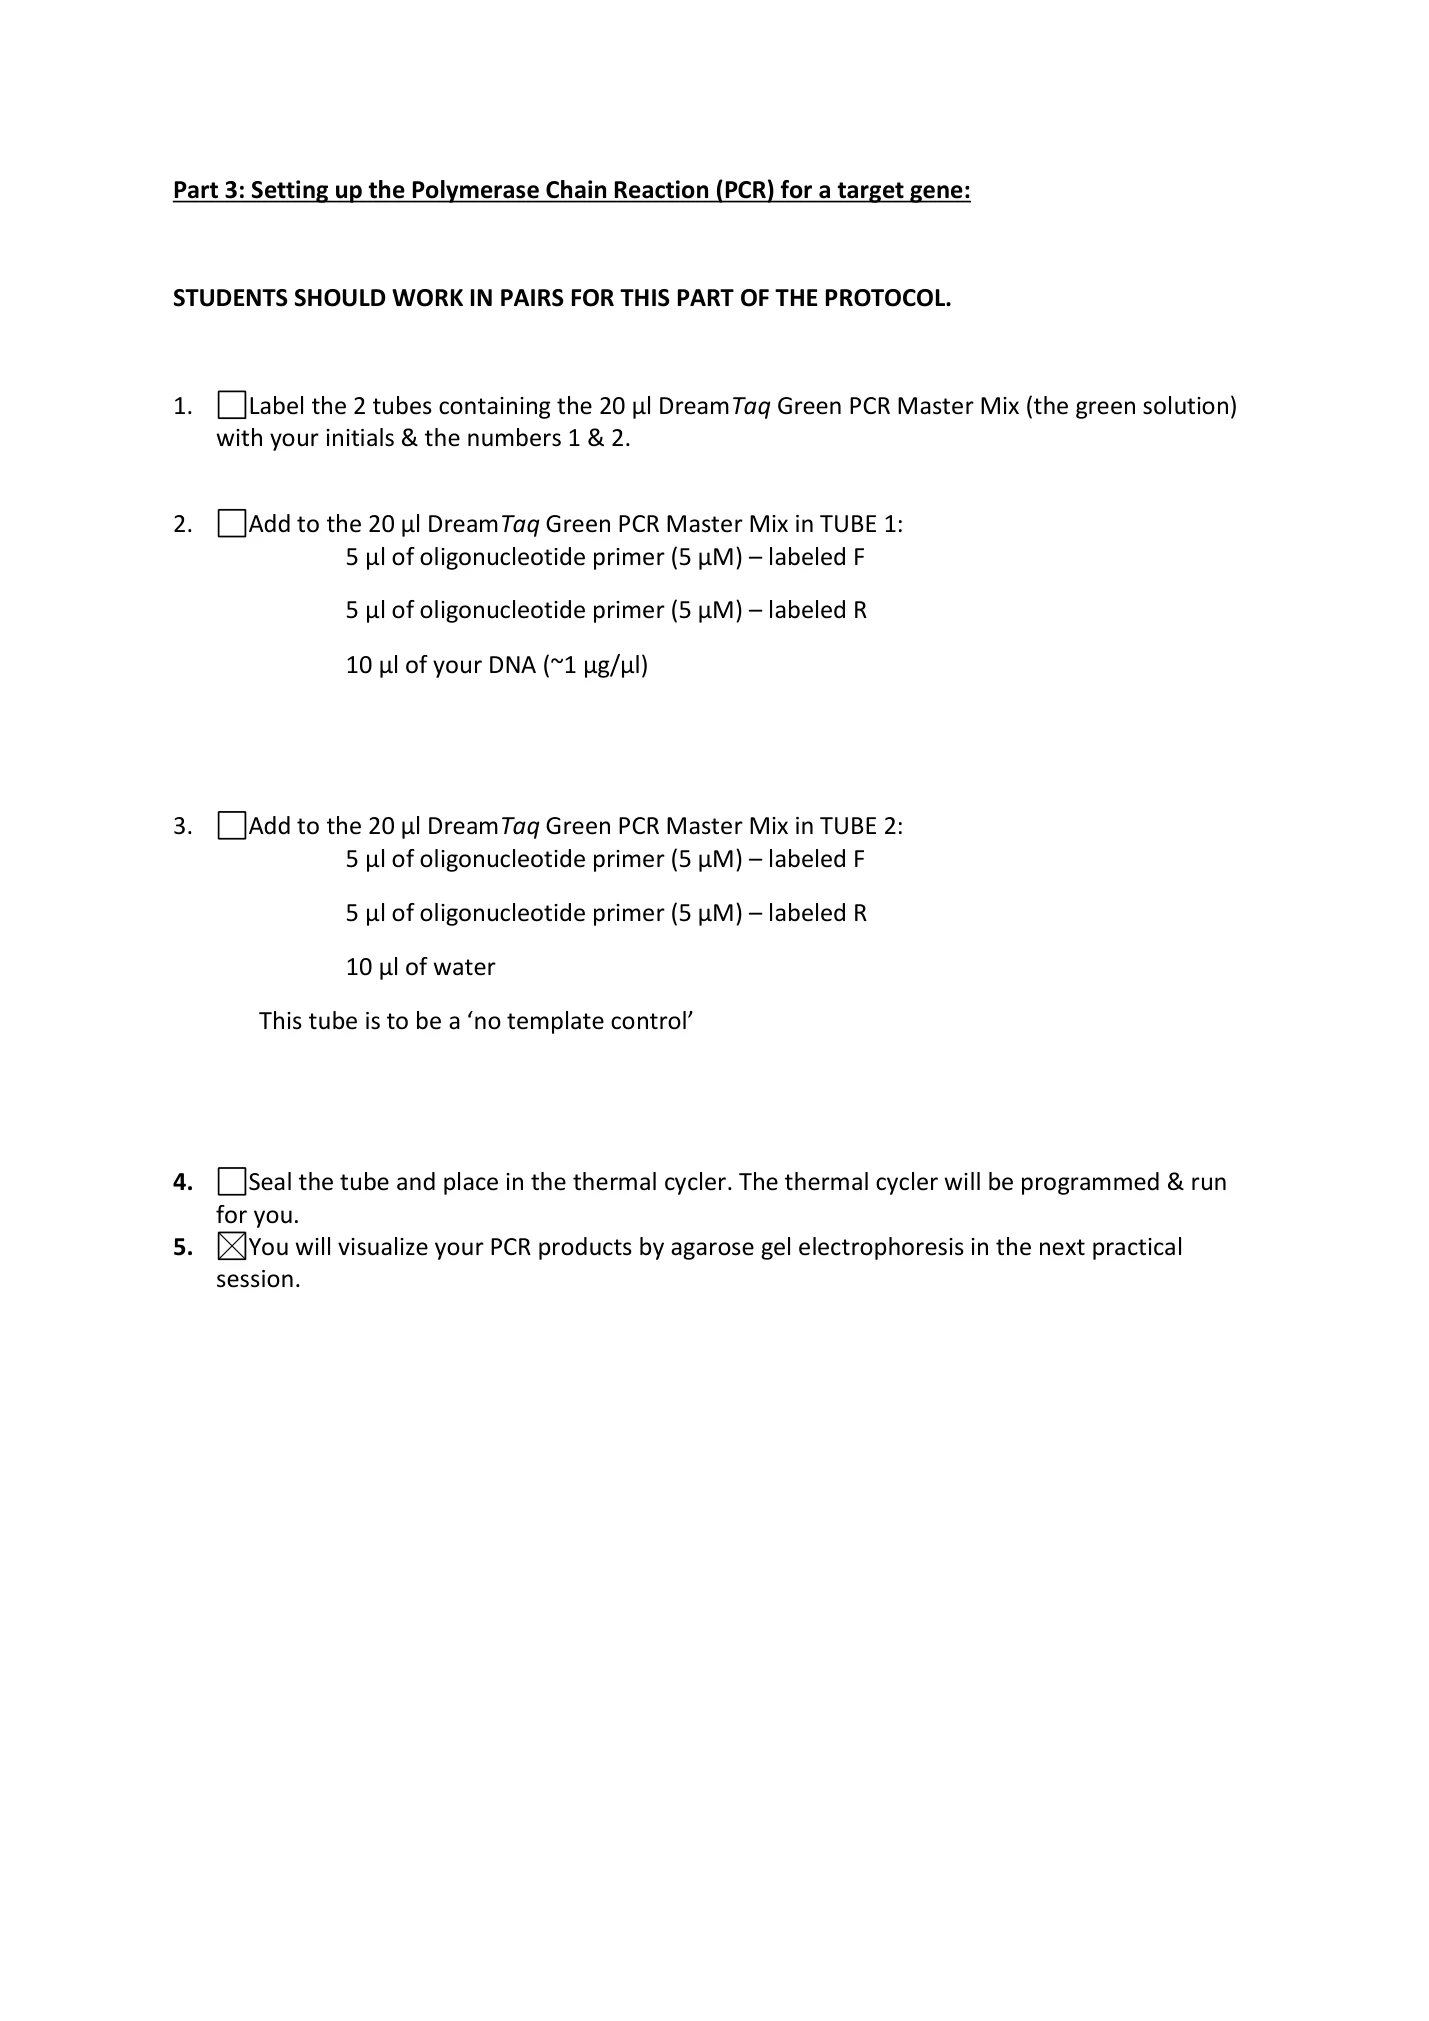 Part 3: Setting up the Polymerase Chain Reaction (PCR) for a target gene:
STUDENTS SHOULD WORK IN PAIRS FOR THIS PART OF THE PROTOCOL.
1. ☐Label the 2 tubes containing the 20 µl DreamTaq Green PCR Master Mix (the green solution)
with your initials & the numbers 1 & 2.
2. ☐Add to the 20 µl DreamTaq Green PCR Master Mix in TUBE 1:
5 µl of oligonucleotide primer (5 µM) – labeled F
5 µl of oligonucleotide primer (5 µM) – labeled R
10 µl of your DNA (~1 µg/µl)
3. ☐Add to the 20 µl DreamTaq Green PCR Master Mix in TUBE 2:
5 µl of oligonucleotide primer (5 µM) – labeled F
5 µl of oligonucleotide primer (5 µM) – labeled R
10 µl of water
This tube is to be a ‘no template control’
4. ☐Seal the tube and place in the thermal cycler. The thermal cycler will be programmed & run
for you.
5. ☒You will visualize your PCR products by agarose gel electrophoresis in the next practical
session.